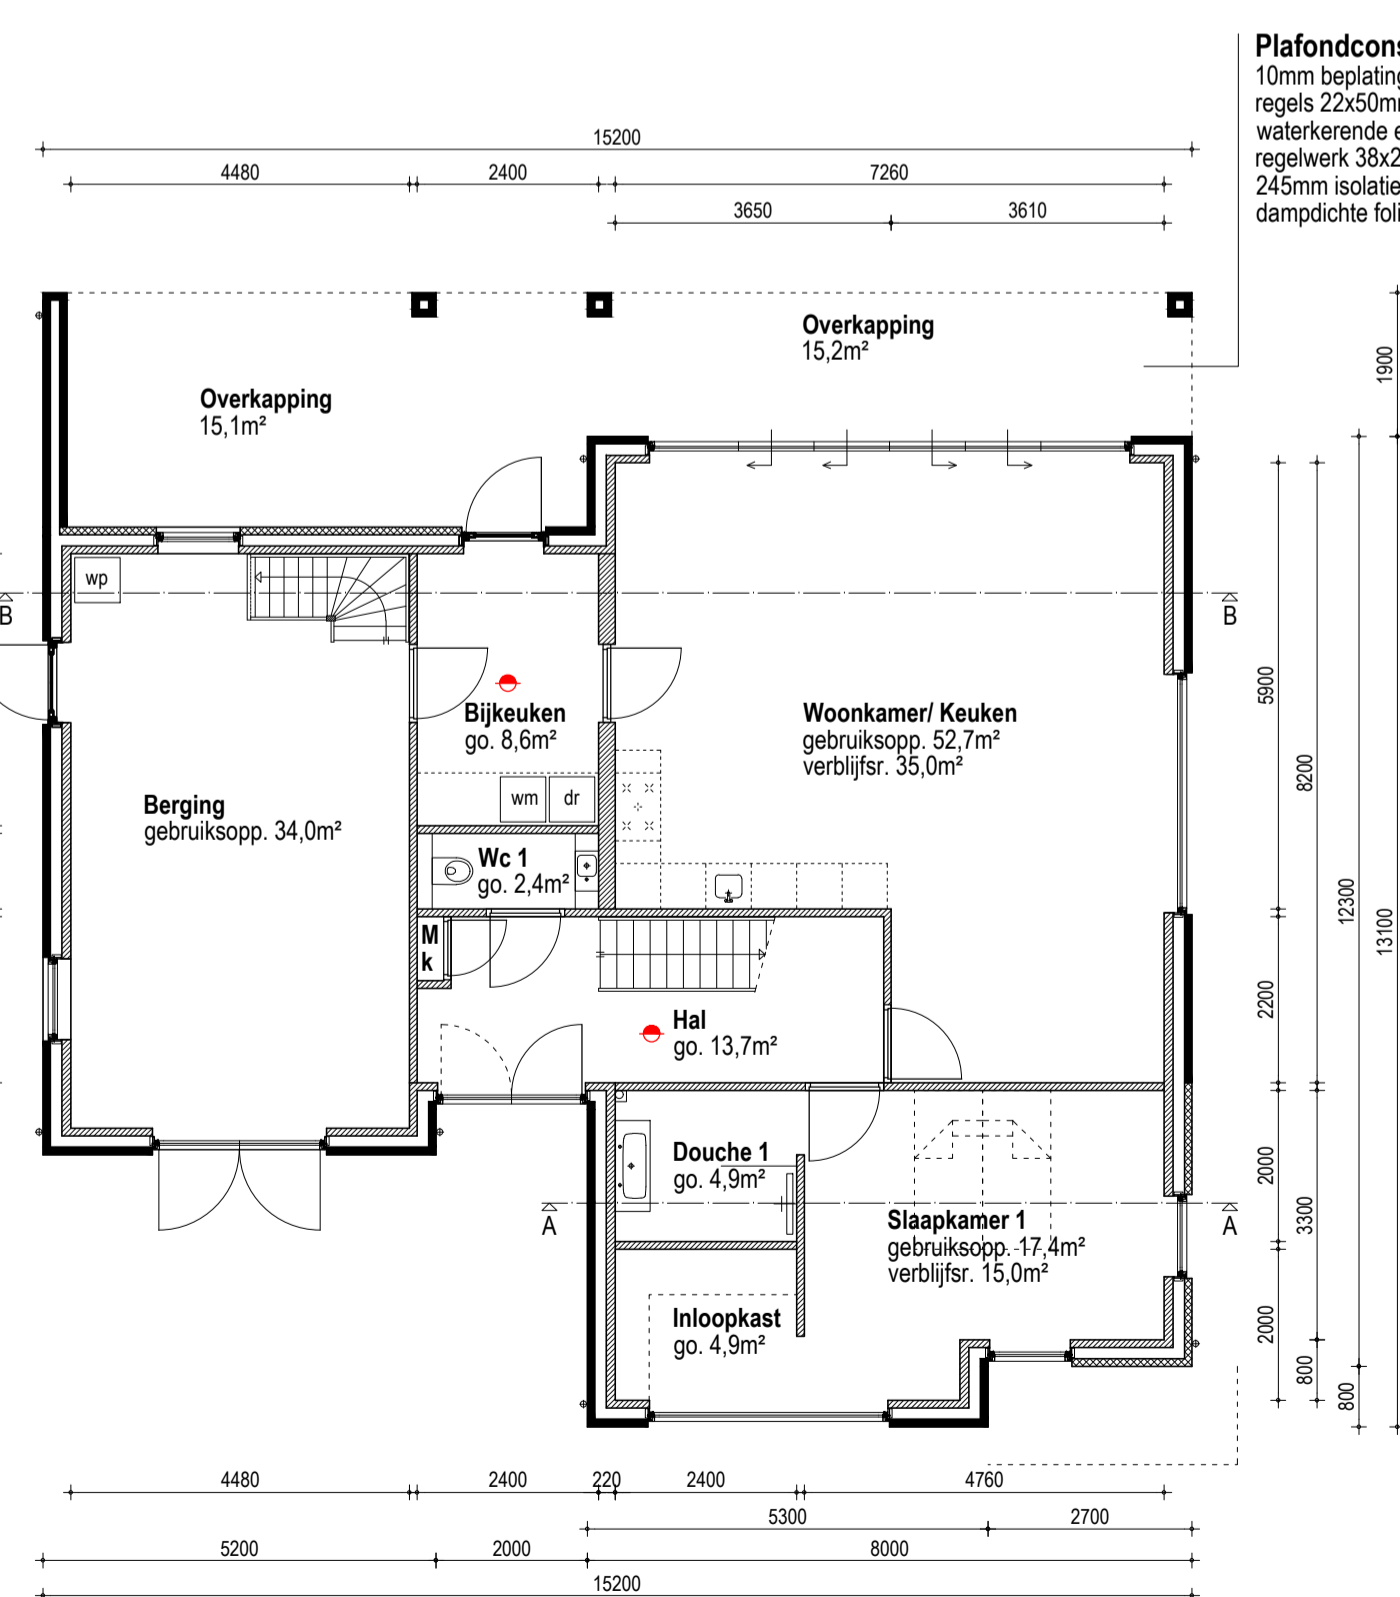 Plafondcons
10mm beplating
regels 22x50m
waterkerende e
regelwerk 38x2
245mm isolatie
dampdichte foli
15200
4480 2400 7260
3650 3610
Overkapping
15,2m²
Overkapping
15,1m²
1900
wp
B B
5900
8200
12300
13100
Bijkeuken
go. 8,6m²
Woonkamer/ Keuken
gebruiksopp. 52,7m²
verblijfsr. 35,0m²
wm dr
Berging
gebruiksopp. 34,0m²
Wc 1
go. 2,4m²
M
k
2200
Hal
go. 13,7m²
Douche 1
go. 4,9m²
2000
3300
A A
Slaapkamer 1
gebruiksopp. 17,4m²
verblijfsr. 15,0m²
Inloopkast
go. 4,9m²
2000
800
800
4480 2400 220 2400 4760
5300 2700
5200 2000 8000
15200